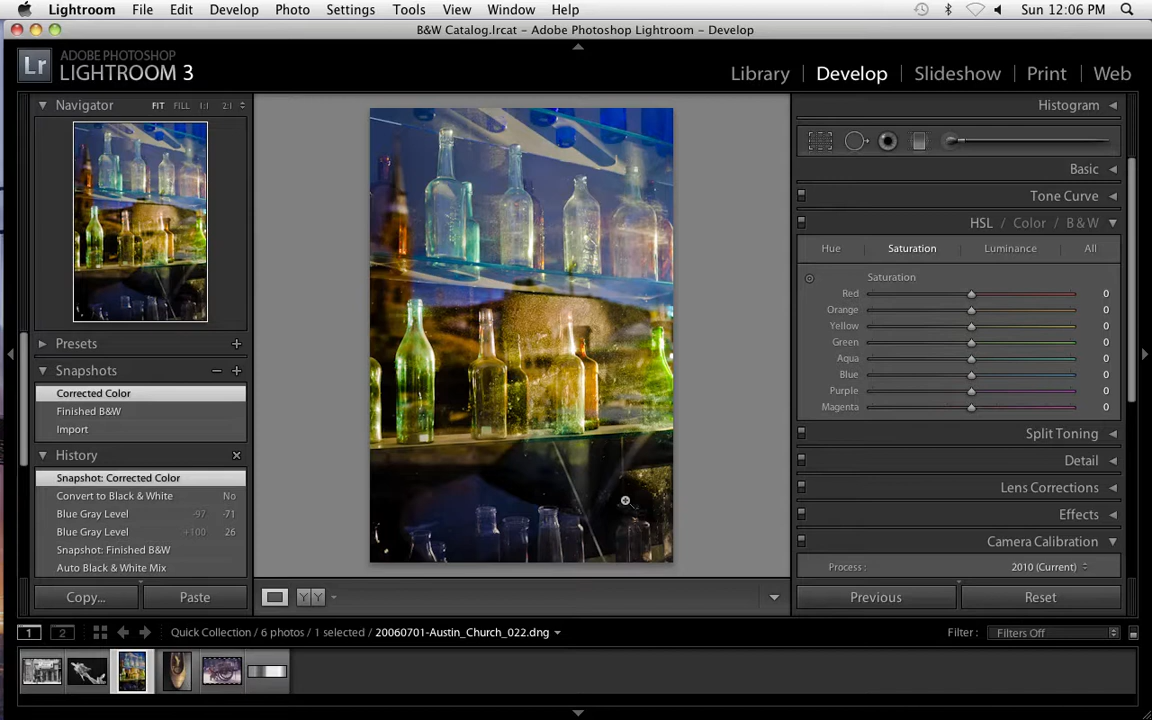 Lightroom File Edit Develop Photo Settings Tools View Window Help Sun 12:06 PM
B&W Catalog.lrcat - Adobe Photoshop Lightroom - Develop
Lr ADOBE PHOTOSHOP
LIGHTROOM 3
Library Develop Slideshow Print Web
Navigator FIT FILL 1:1 2:1
Presets
Snapshots
Corrected Color
Finished B&W
Import
History
Snapshot: Corrected Color
Convert to Black & White No
Blue Gray Level -97 -71
Blue Gray Level +100 26
Snapshot: Finished B&W
Auto Black & White Mix
Copy... Paste
Histogram
Basic
Tone Curve
HSL / Color / B&W
Hue Saturation Luminance All
Saturation
Red 0
Orange 0
Yellow 0
Green 0
Aqua 0
Blue 0
Purple 0
Magenta 0
Split Toning
Detail
Lens Corrections
Effects
Camera Calibration
Process: 2010 (Current)
Previous Reset
Y Y
1 2 Quick Collection / 6 photos / 1 selected / 20060701-Austin_Church_022.dng Filter: Filters Off